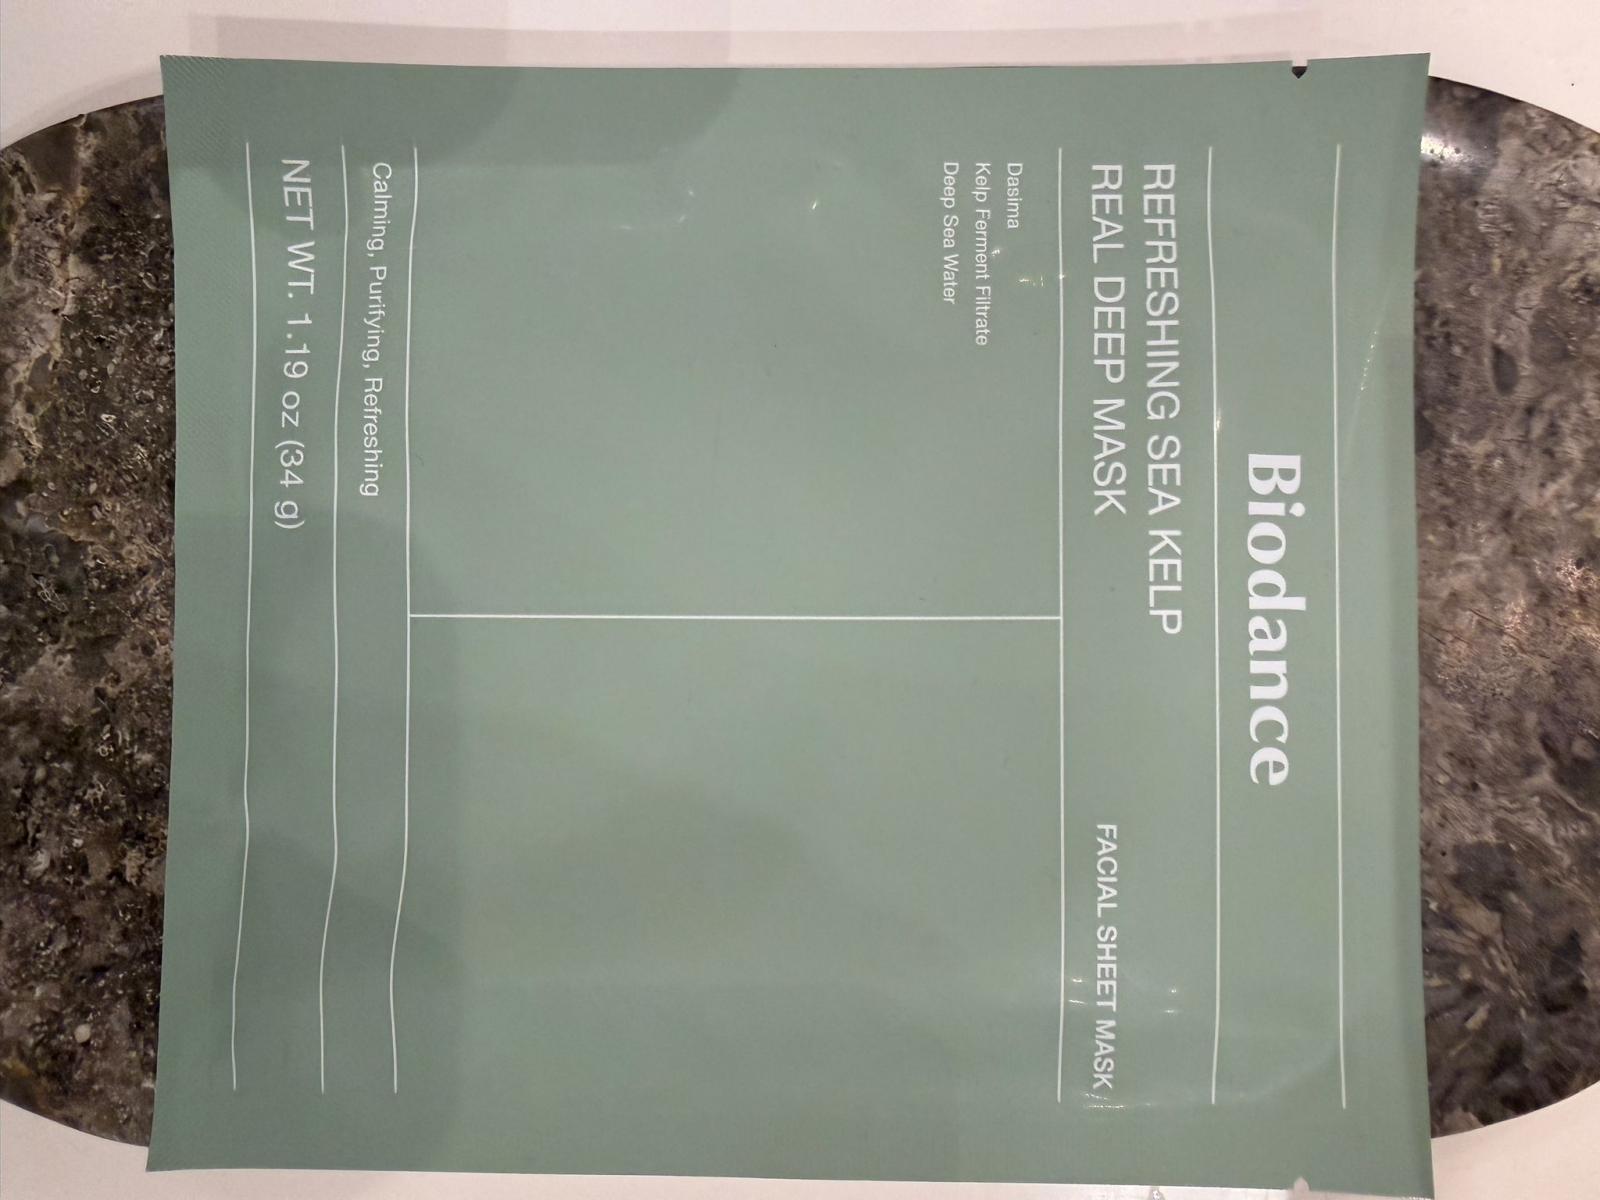 Biodance
REFRESHING SEA KELP
REAL DEEP MASK
FACIAL SHEET MASK
Dasima
Kelp Ferment Filtrate
Deep Sea Water
Calming, Purifying, Refreshing
NET WT. 1.19 oz (34 g)